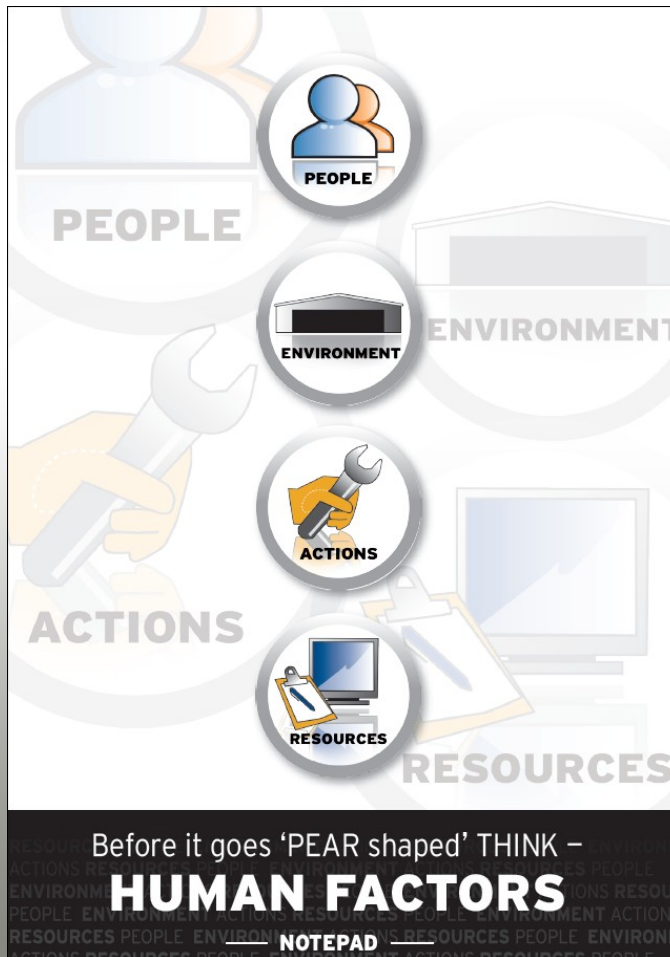 PEOPLE
PEOPLE
ENVIRONMENT
ENVIRONMENT
ACTIONS
ACTIONS
RESOURCES
RESOURCES
Before it goes 'PEAR shaped' THINK –
HUMAN FACTORS
NOTEPAD